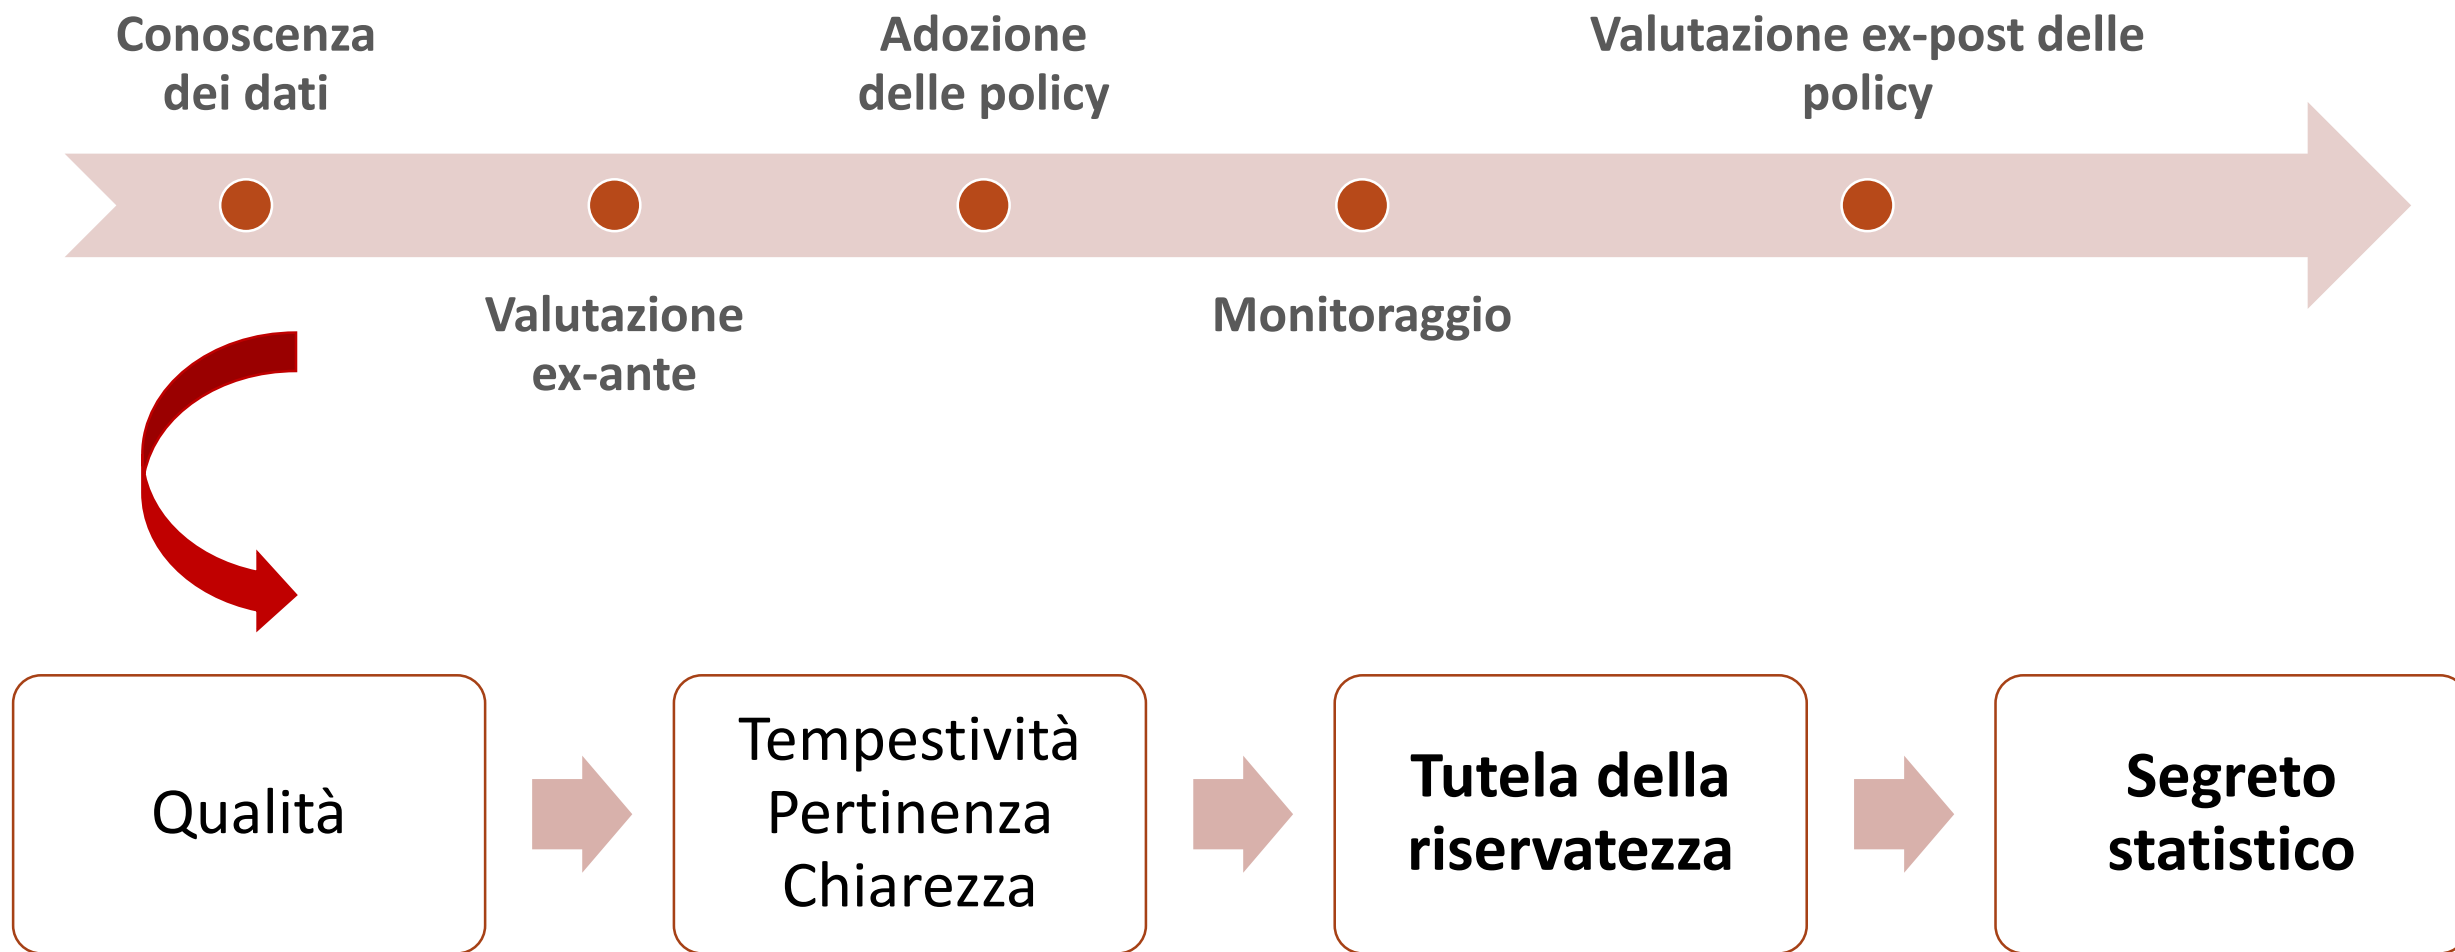 Conoscenza
dei dati
Adozione
delle policy
Valutazione ex-post delle
policy
Valutazione
ex-ante
Monitoraggio
Qualità
Tempestività
Pertinenza
Chiarezza
Tutela della
riservatezza
Segreto
statistico